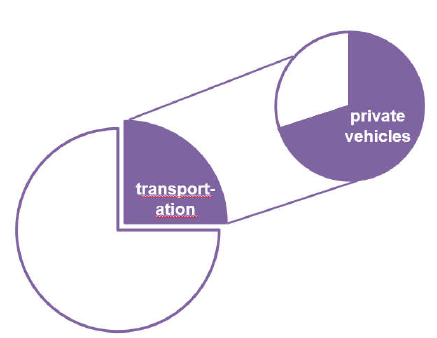 private
vehicles
transport-
ation